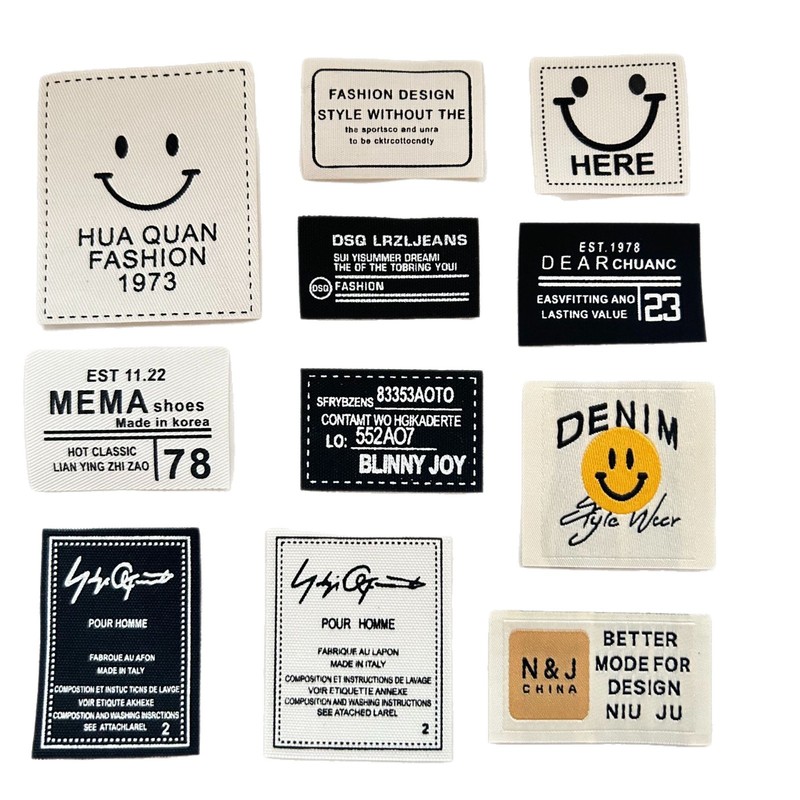 HUA QUAN
FASHION
1973
FASHION DESIGN
STYLE WITHOUT THE
the sportsco and unra
to be cktrcottocndty
HERE
DSQ LRZLJEANS
SUI YISUMMER DREAMI
THE OF THE TOBRING YOUI
DSQ FASHION
EST.1978
DEAR CHUANC
EASVFITTING ANO
LASTING VALUE 23
EST 11.22
MEMA shoes
Made in korea
HOT CLASSIC
LIAN YING ZHI ZAO 78
SFRYBZENS 83353AOTO
CONTAMT WO HGIKADERTE
LO: 552AO7
BLINNY JOY
DENIM
Style Wear
POUR HOMME
FABROUE AU AFON
MADE IN ITALY
COMPOSTION ET INSTUC TIONS DE LAVGE
VOIR ETIQUTE AKHEXE
COMPOSTION AND WASHING INSRCTIONS
SEE ATTACHLAREL 2
POUR HOMME
FABRIQUE AU LAPON
MADE IN ITALY
COMPOSITION ET INSTRUCTIONS DE LAVAGE
VOIR ETIQUETTE ANNEXE
COMPOSITION AND WASHING INSTRUCTIONS
SEE ATACHED LAREL
2
N & J
CHINA
BETTER
MODE FOR
DESIGN
NIU JU